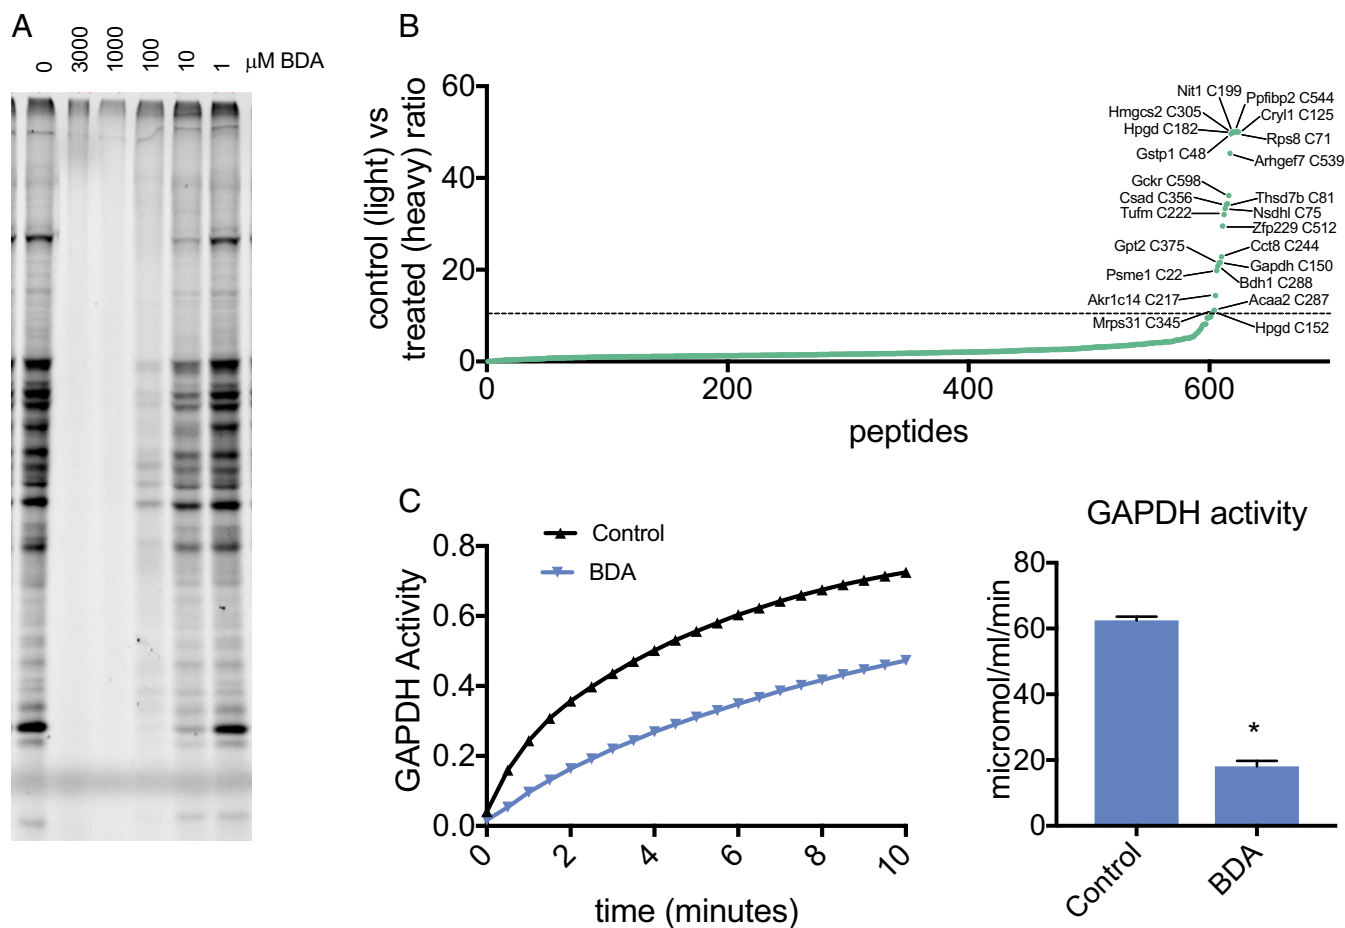 A
0
3000
1000
100
10
1
μM BDA
B
control (light) vs
treated (heavy) ratio
60
40
20
0
0
200
400
600
peptides
Nit1 C199
Ppfibp2 C544
Hmgcs2 C305
Cryl1 C125
Hpgd C182
Rps8 C71
Gstp1 C48
Arhgef7 C539
Gckr C598
Csad C356
Thsd7b C81
Tufm C222
Nsdhl C75
Zfp229 C512
Gpt2 C375
Cct8 C244
Gapdh C150
Psme1 C22
Bdh1 C288
Akr1c14 C217
Acaa2 C287
Mrps31 C345
Hpgd C152
C
Control
BDA
GAPDH Activity
0.8
0.6
0.4
0.2
0.0
0
2
4
6
8
10
time (minutes)
GAPDH activity
micromol/ml/min
80
60
40
20
0
*
Control
BDA